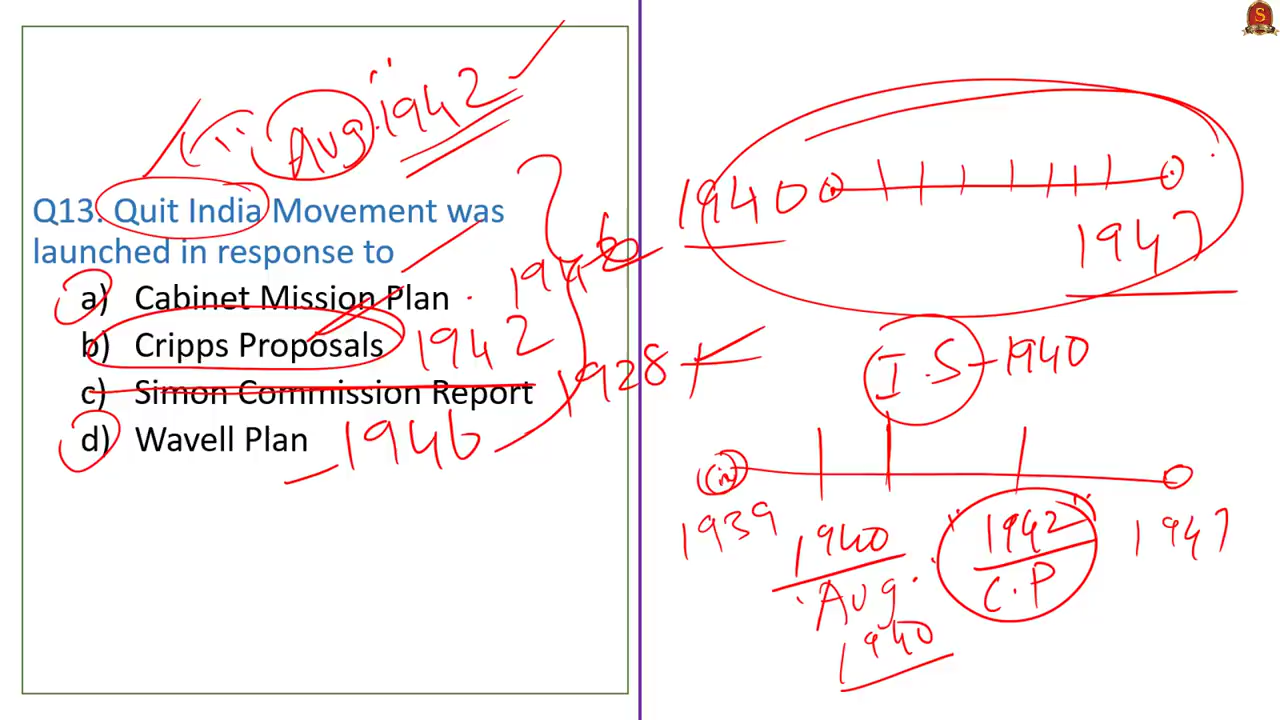 Aug. 1942
Q13. Quit India Movement was
launched in response to
a) Cabinet Mission Plan
b) Cripps Proposals 1942
c) Simon Commission Report 1928
d) Wavell Plan 1946
1940
1947
I.S - 1940
1939
1940
Aug.
1940
1942
C.P
1947
S